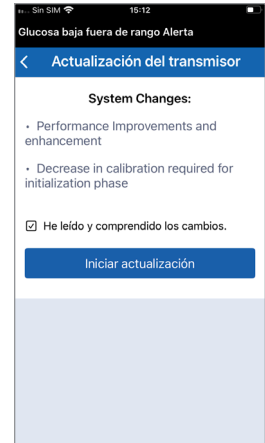 Sin SIM 15:12
Glucosa baja fuera de rango Alerta
Actualización del transmisor
System Changes:
• Performance Improvements and
enhancement
• Decrease in calibration required for
initialization phase
He leído y comprendido los cambios.
Iniciar actualización